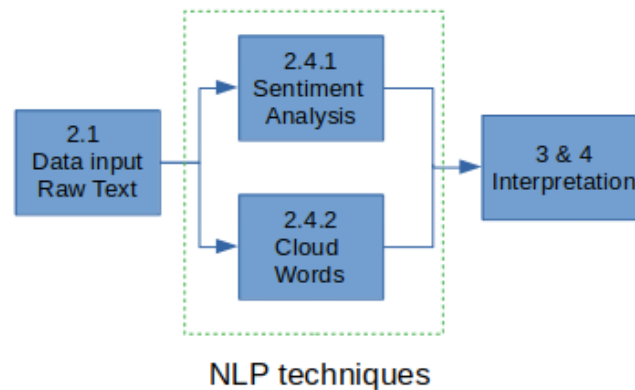 2.1
Data input
Raw Text
2.4.1
Sentiment
Analysis
2.4.2
Cloud
Words
3 & 4
Interpretation
NLP techniques